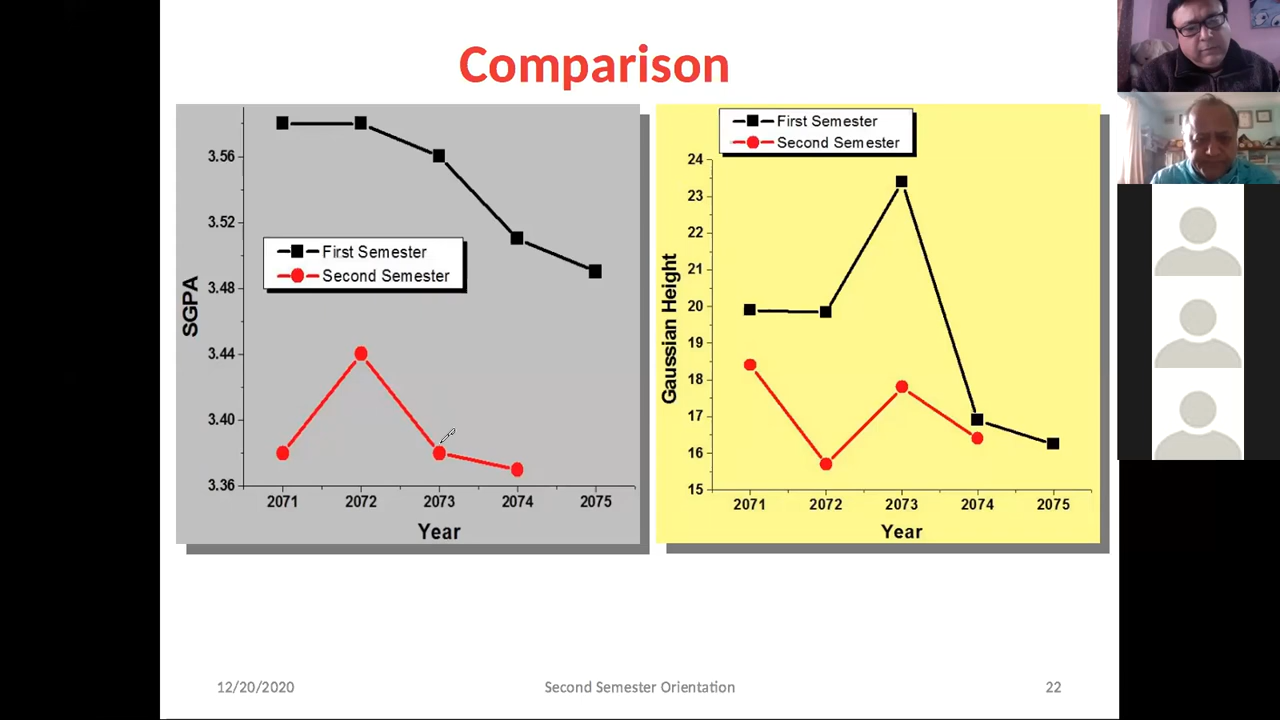 Comparison
3.56
3.52
3.48
3.44
3.40
3.36
SGPA
First Semester
Second Semester
2071 2072 2073 2074 2075
Year
First Semester
Second Semester
24
23
22
21
20
19
18
17
16
15
Gaussian Height
2071 2072 2073 2074 2075
Year
12/20/2020 Second Semester Orientation 22